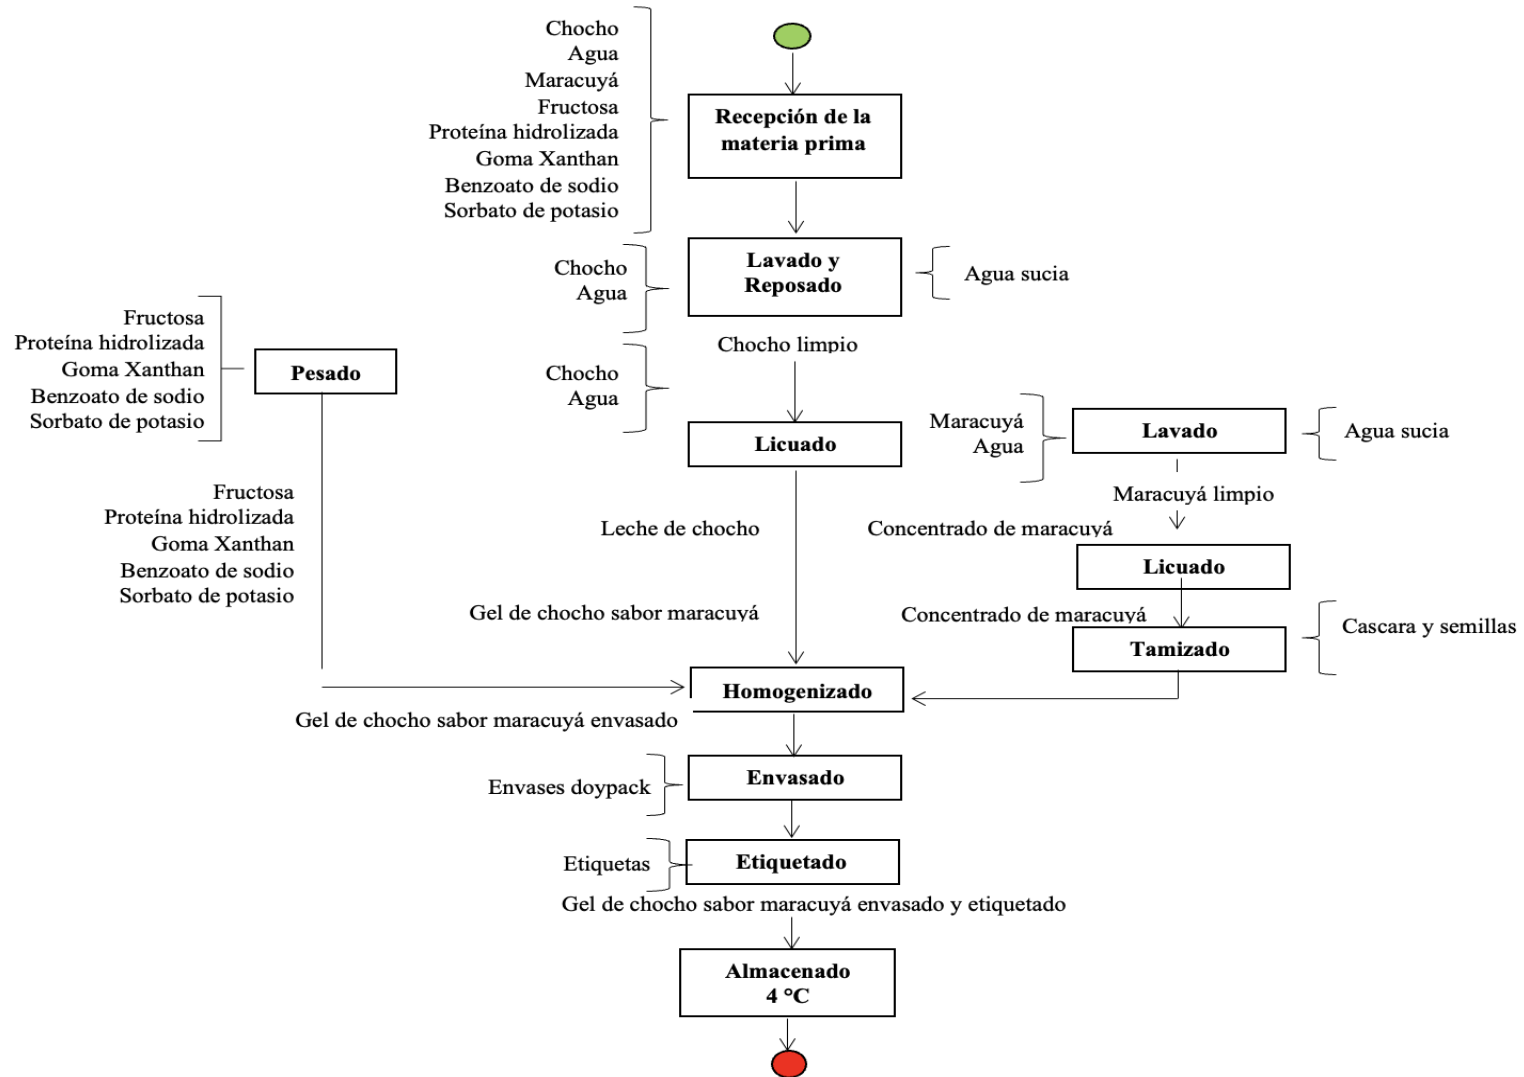 Chocho
Agua
Maracuyá
Fructosa
Proteína hidrolizada
Goma Xanthan
Benzoato de sodio
Sorbato de potasio
Recepción de la
materia prima
Chocho
Agua
Lavado y
Reposado
Agua sucia
Fructosa
Proteína hidrolizada
Goma Xanthan
Benzoato de sodio
Sorbato de potasio
Pesado
Chocho limpio
Chocho
Agua
Licuado
Maracuyá
Agua
Lavado
Agua sucia
Maracuyá limpio
Fructosa
Proteína hidrolizada
Goma Xanthan
Benzoato de sodio
Sorbato de potasio
Leche de chocho
Concentrado de maracuyá
Licuado
Gel de chocho sabor maracuyá
Concentrado de maracuyá
Tamizado
Cascara y semillas
Homogenizado
Gel de chocho sabor maracuyá envasado
Envases doypack
Envasado
Etiquetas
Etiquetado
Gel de chocho sabor maracuyá envasado y etiquetado
Almacenado
4 °C